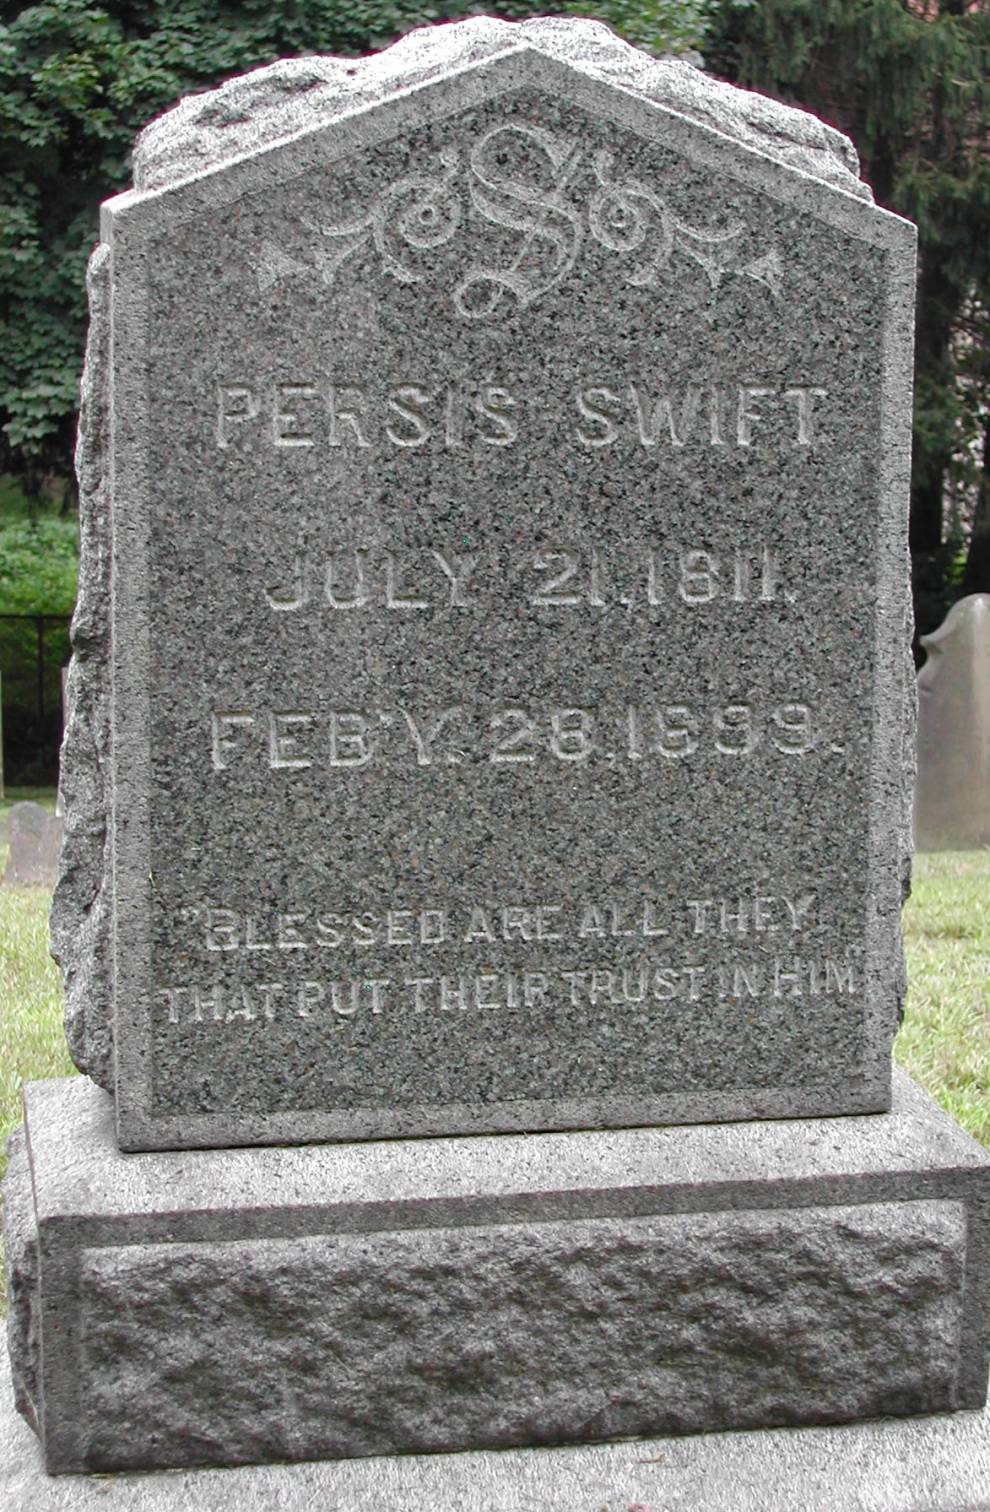 S
PERSIS SWIFT
JULY 21, 1811.
FEB'Y. 28, 1899.
"BLESSED ARE ALL THEY
THAT PUT THEIR TRUST IN HIM"